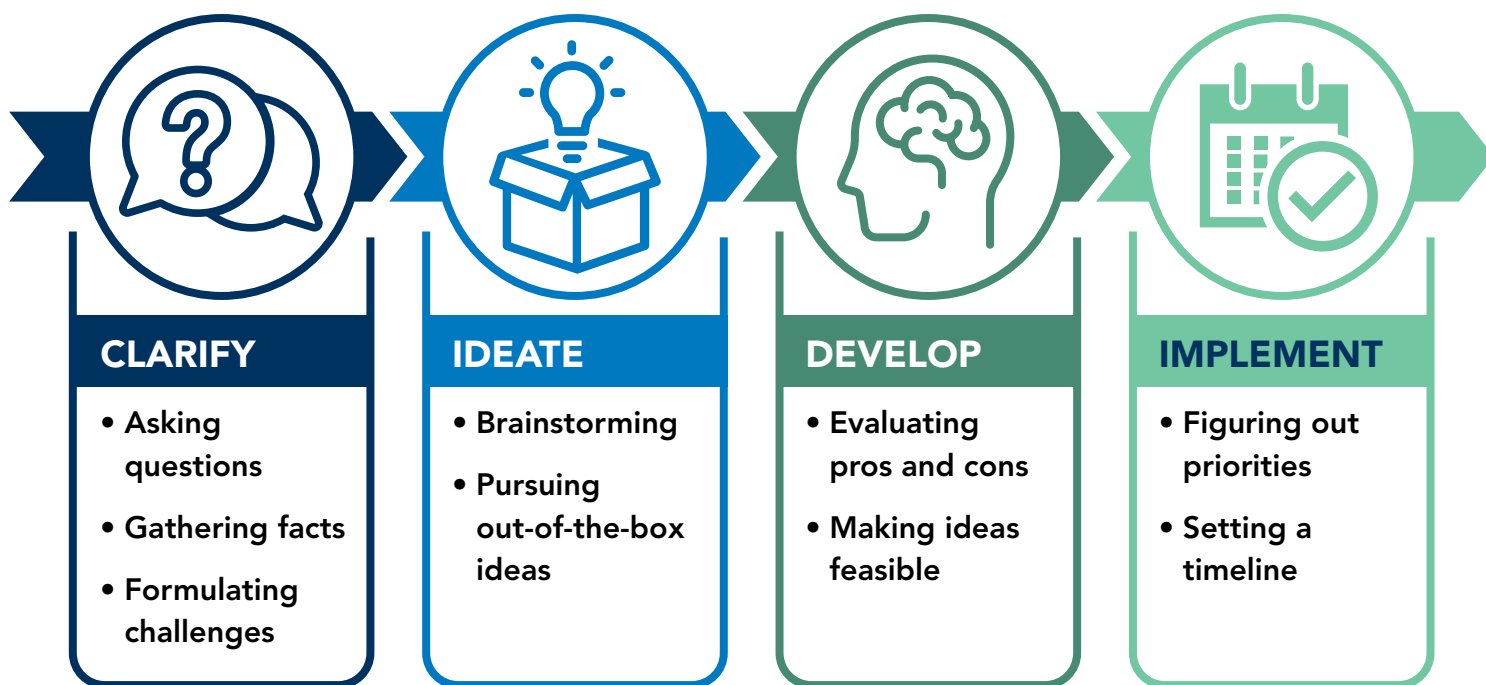 CLARIFY
• Asking
questions
• Gathering facts
• Formulating
challenges
IDEATE
• Brainstorming
• Pursuing
out-of-the-box
ideas
DEVELOP
• Evaluating
pros and cons
• Making ideas
feasible
IMPLEMENT
• Figuring out
priorities
• Setting a
timeline